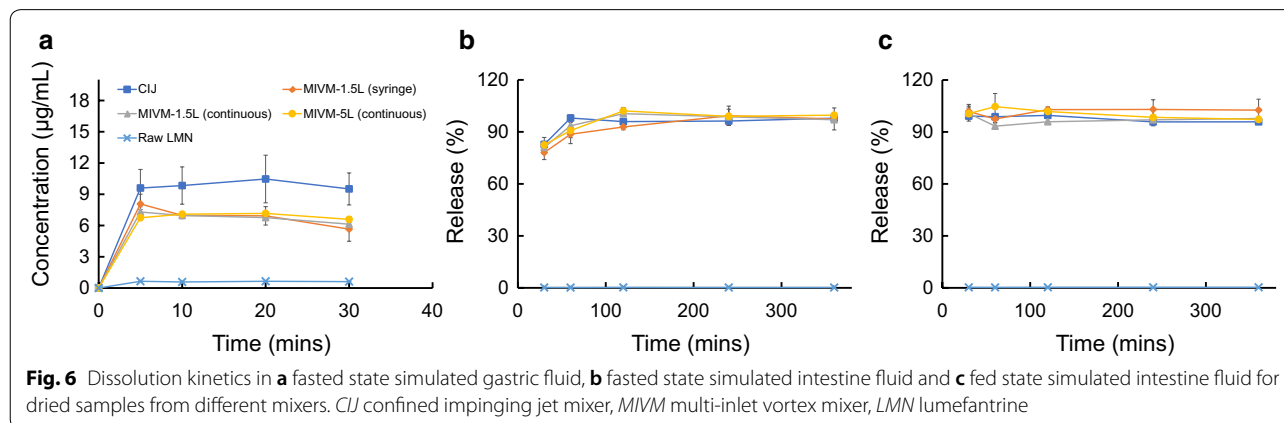 a
b
c
CIJ
MIVM-1.5L (syringe)
MIVM-1.5L (continuous)
MIVM-5L (continuous)
Raw LMN
Concentration (µg/mL)
18
15
12
9
6
3
0
0 10 20 30 40
Time (mins)
Release (%)
120
90
60
30
0
0 100 200 300
Time (mins)
Release (%)
120
90
60
30
0
0 100 200 300
Time (mins)
Fig. 6 Dissolution kinetics in a fasted state simulated gastric fluid, b fasted state simulated intestine fluid and c fed state simulated intestine fluid for
dried samples from different mixers. CIJ confined impinging jet mixer, MIVM multi-inlet vortex mixer, LMN lumefantrine